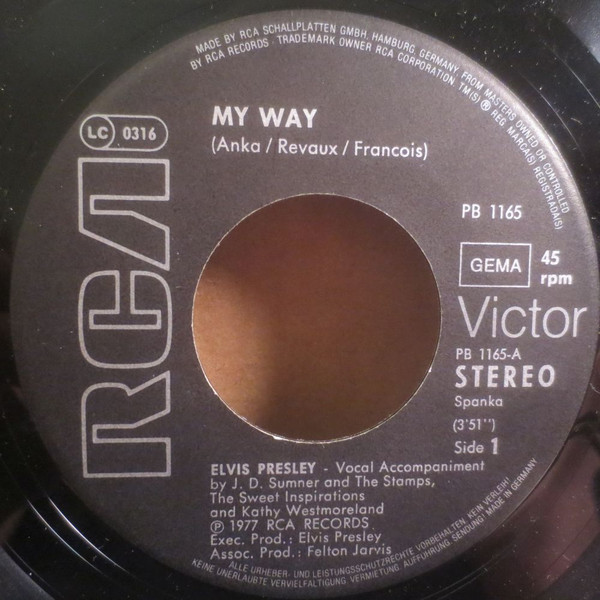 MADE BY RCA SCHALLPLATTEN GMBH, HAMBURG, GERMANY, FROM MASTERS OWNED OR CONTROLLED
BY RCA RECORDS · TRADEMARK OWNER RCA CORPORATION. TM(S) ® REG. MARCA(S) REGISTRADA(S)
LC 0316
MY WAY
(Anka / Revaux / Francois)
RCA
PB 1165
GEMA
45
rpm
Victor
PB 1165-A
STEREO
Spanka
(3'51'')
Side 1
ELVIS PRESLEY - Vocal Accompaniment
by J. D. Sumner and The Stamps,
The Sweet Inspirations
and Kathy Westmoreland
℗ 1977 RCA RECORDS
Exec. Prod.: Elvis Presley
Assoc. Prod.: Felton Jarvis
ALLE URHEBER- UND LEISTUNGSSCHUTZRECHTE VORBEHALTEN. KEIN VERLEIH!
KEINE UNERLAUBTE VERVIELFÄLTIGUNG, VERMIETUNG, AUFFÜHRUNG, SENDUNG! MADE IN GERMANY